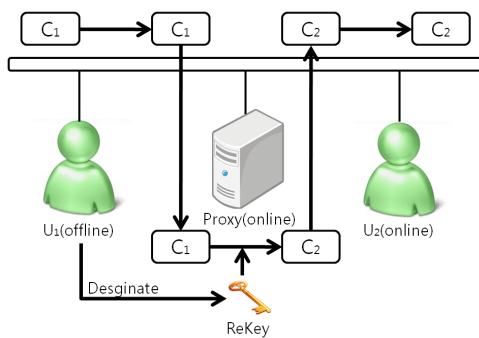 C1 C1 C2 C2
U1(offline) Proxy(online) U2(online)
C1 C2
Desginate
ReKey